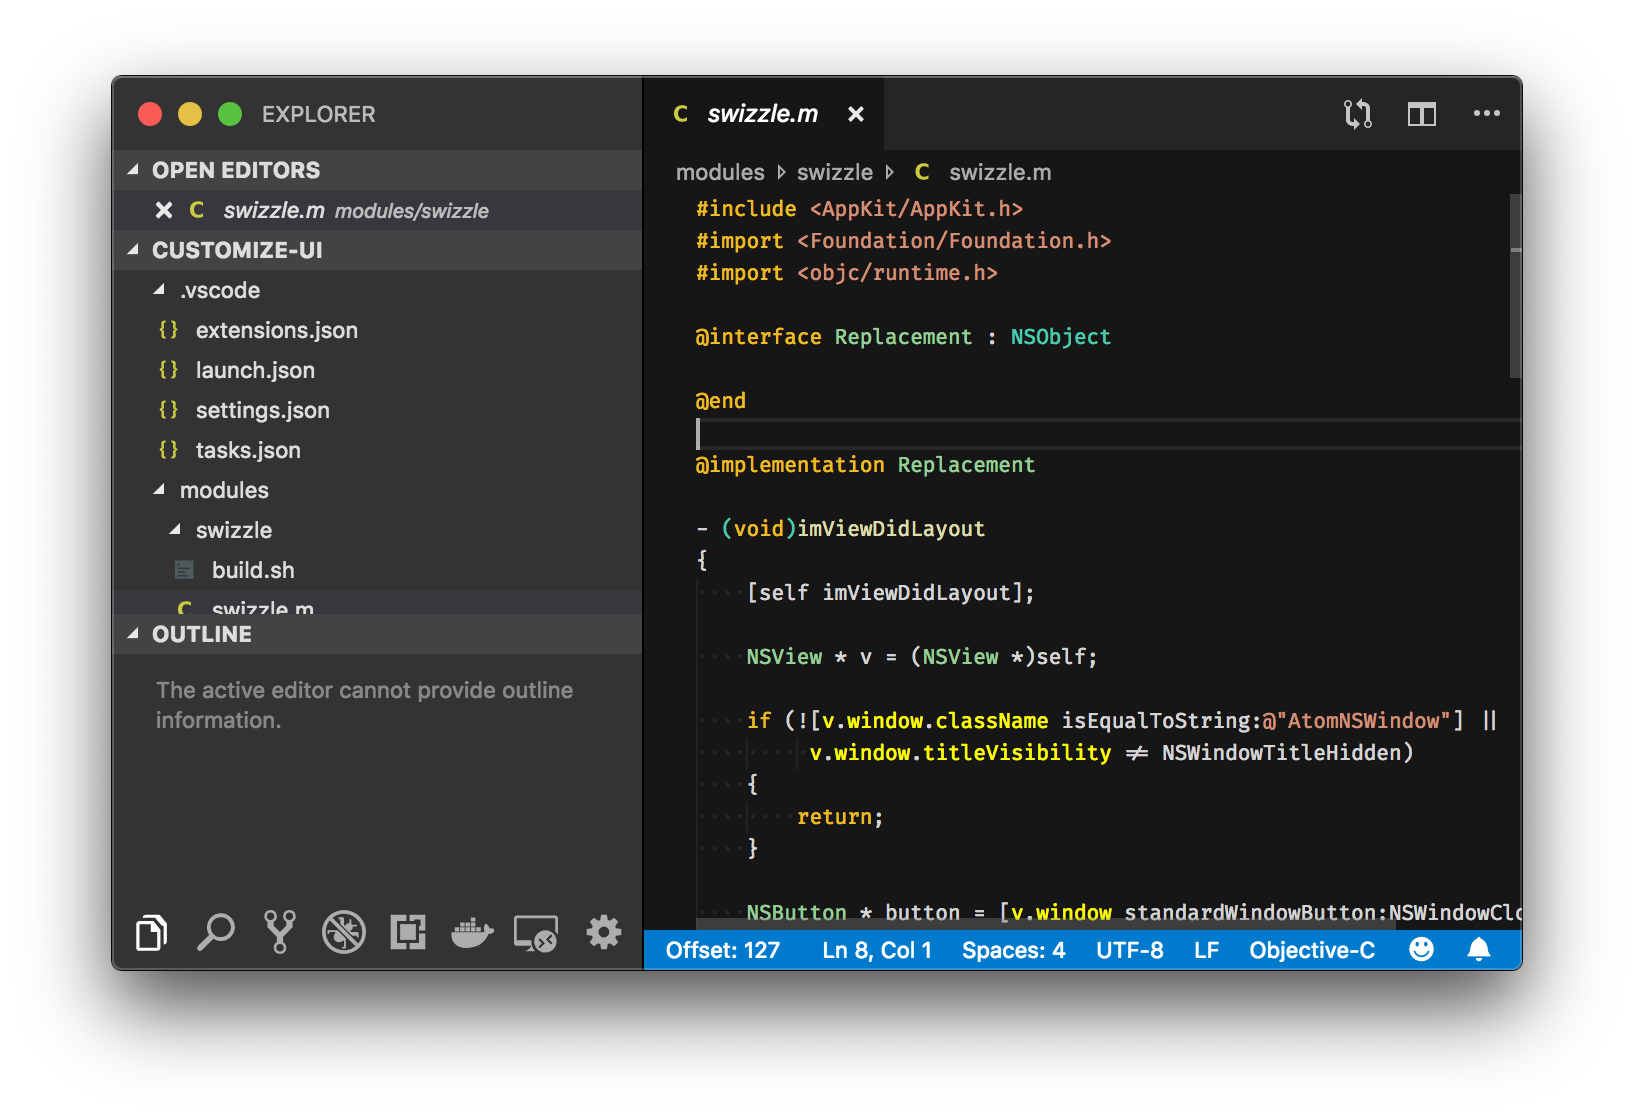 EXPLORER
OPEN EDITORS
C swizzle.m modules/swizzle
CUSTOMIZE-UI
.vscode
{} extensions.json
{} launch.json
{} settings.json
{} tasks.json
modules
swizzle
build.sh
C swizzle.m
OUTLINE
The active editor cannot provide outline
information.
C swizzle.m
modules swizzle C swizzle.m
#include <AppKit/AppKit.h>
#import <Foundation/Foundation.h>
#import <objc/runtime.h>
@interface Replacement : NSObject
@end
@implementation Replacement
- (void)imViewDidLayout
{
[self imViewDidLayout];
NSView * v = (NSView *)self;
if (![v.window.className isEqualToString:@"AtomNSWindow"] ||
v.window.titleVisibility ≠ NSWindowTitleHidden)
{
return;
}
NSButton * button = [v.window standardWindowButton:NSWindowClo
Offset: 127 Ln 8, Col 1 Spaces: 4 UTF-8 LF Objective-C